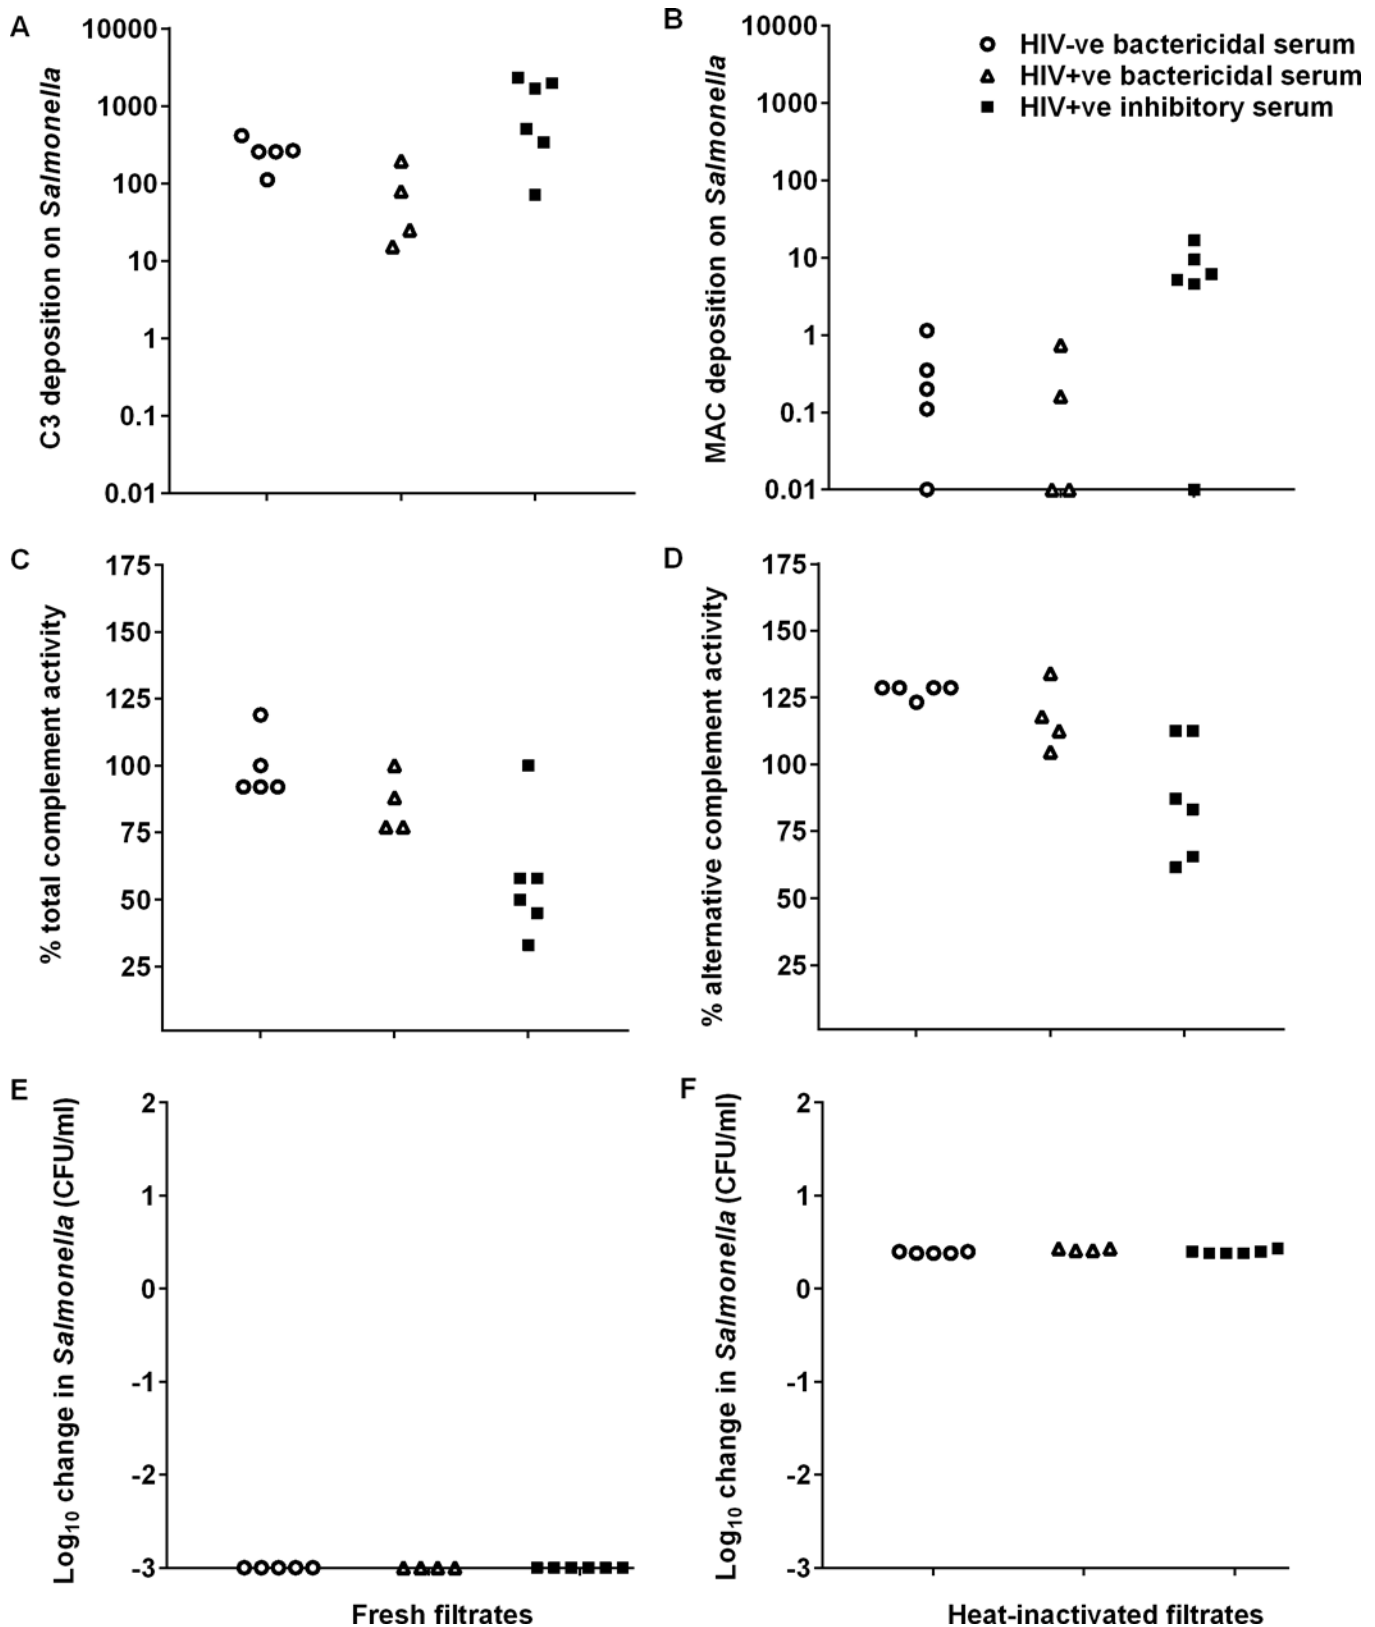 A
C3 deposition on Salmonella
10000
1000
100
10
1
0.1
0.01
B
MAC deposition on Salmonella
10000
1000
100
10
1
0.1
0.01
HIV-ve bactericidal serum
HIV+ve bactericidal serum
HIV+ve inhibitory serum
C
% total complement activity
175
150
125
100
75
50
25
D
% alternative complement activity
175
150
125
100
75
50
25
E
Log10 change in Salmonella (CFU/ml)
2
1
0
-1
-2
-3
Fresh filtrates
F
Log10 change in Salmonella (CFU/ml)
2
1
0
-1
-2
-3
Heat-inactivated filtrates